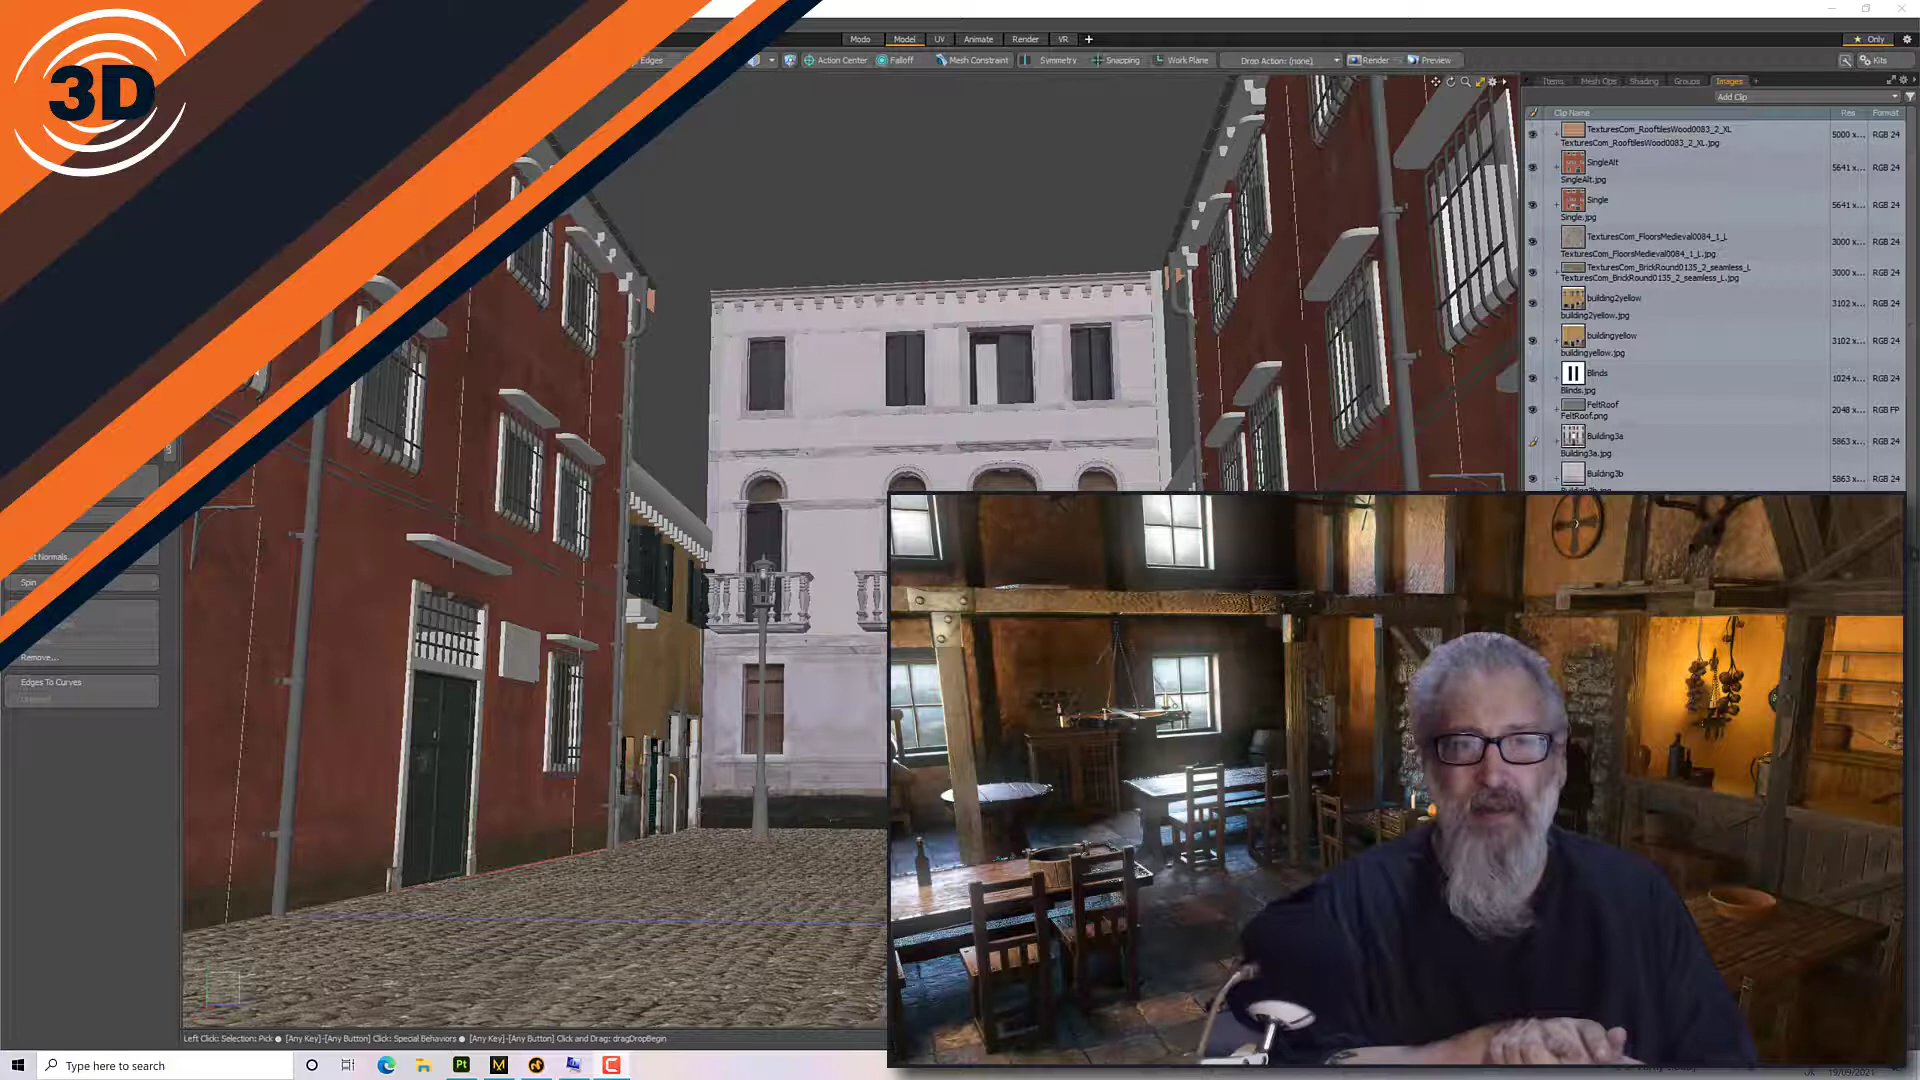 3D
Modo Model UV Animate Render VR +
Only
Edges Action Center Falloff Mesh Constraint Symmetry Snapping Work Plane Drop Action: (none) Render Preview
Kits
Items Mesh Ops Shading Groups Images +
Add Clip
Clip Name Res Format
TexturesCom_RooftilesWood0083_2_XL
TexturesCom_RooftilesWood0083_2_XL.jpg 5000 x... RGB 24
SingleAlt
SingleAlt.jpg 5641 x... RGB 24
Single
Single.jpg 5641 x... RGB 24
TexturesCom_FloorsMedieval0084_1_L
TexturesCom_FloorsMedieval0084_1_L.jpg 3000 x... RGB 24
TexturesCom_BrickRound0135_2_seamless_L
TexturesCom_BrickRound0135_2_seamless_L.jpg 3000 x... RGB 24
building2yellow
building2yellow.jpg 3102 x... RGB 24
buildingyellow
buildingyellow.jpg 3102 x... RGB 24
Blinds
Blinds.jpg 1024 x... RGB 24
FeltRoof
FeltRoof.png 2048 x... RGB FP
Building3a
Building3a.jpg 5863 x... RGB 24
Building3b
5863 x... RGB 24
Normals...
Spin
Remove...
Edges To Curves
Left Click: Selection: Pick ● [Any Key]-[Any Button] Click: Special Behaviors ● [Any Key]-[Any Button] Click and Drag: dragDropBegin
Type here to search
Pt
M
C
19/09/2021